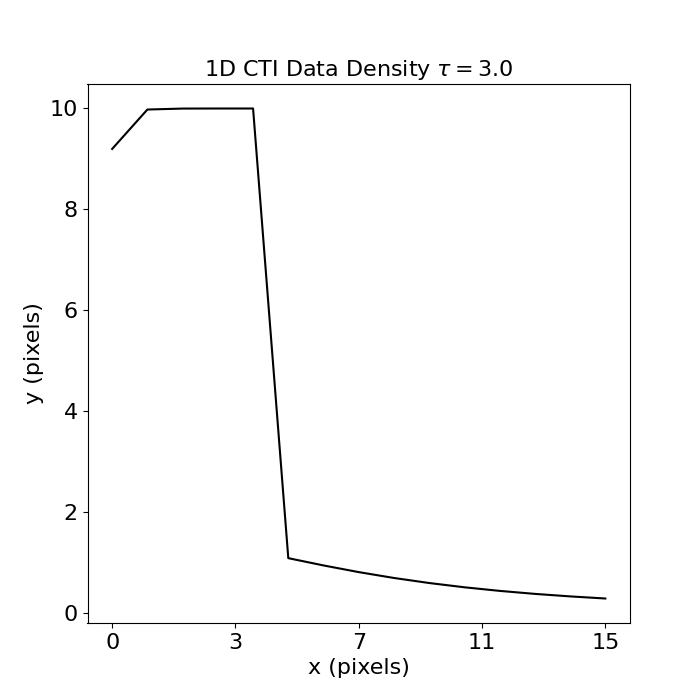 1D CTI Data Density τ = 3.0
10
8
6
4
2
0
y (pixels)
0 3 7 11 15
x (pixels)